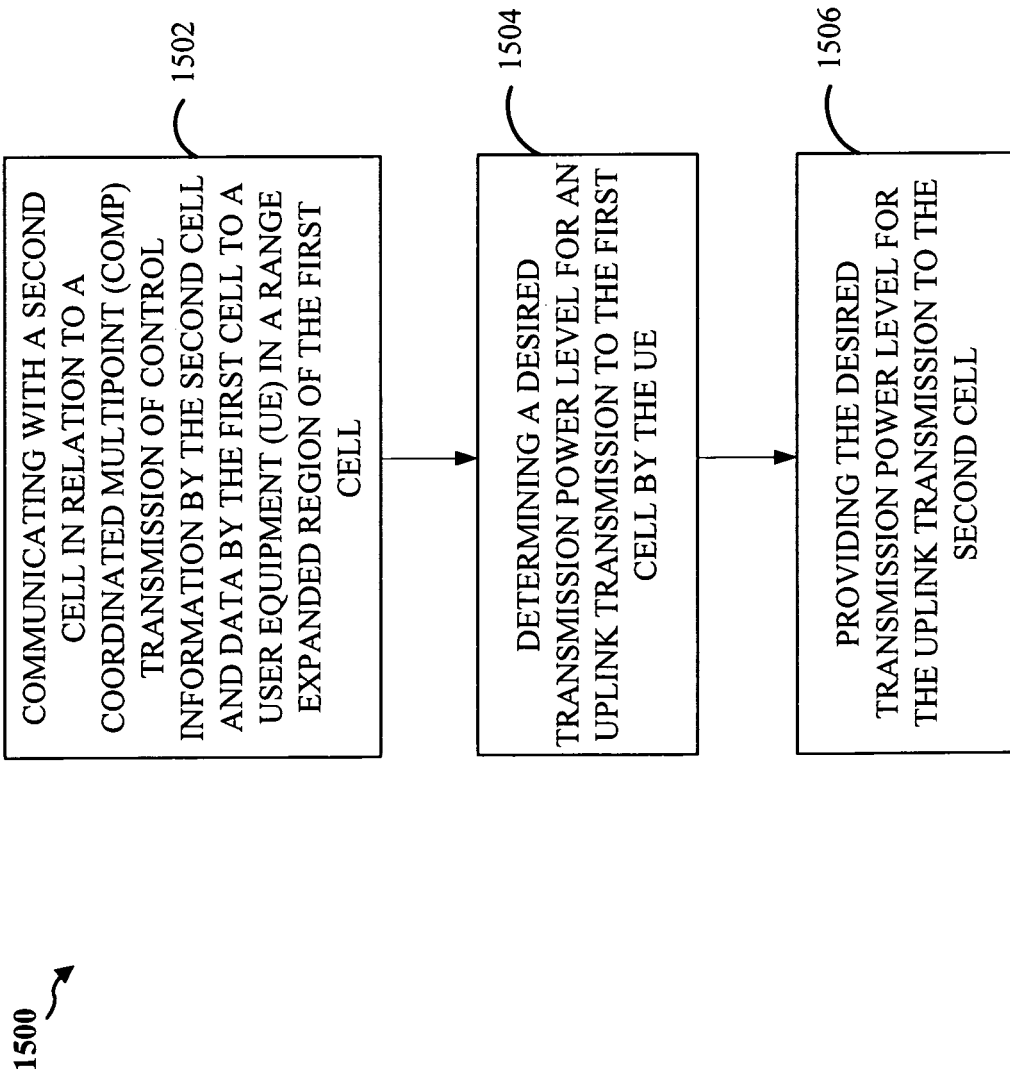 1500
COMMUNICATING WITH A SECOND
CELL IN RELATION TO A
COORDINATED MULTIPOINT (COMP)
TRANSMISSION OF CONTROL
INFORMATION BY THE SECOND CELL
AND DATA BY THE FIRST CELL TO A
USER EQUIPMENT (UE) IN A RANGE
EXPANDED REGION OF THE FIRST
CELL
1502
DETERMINING A DESIRED
TRANSMISSION POWER LEVEL FOR AN
UPLINK TRANSMISSION TO THE FIRST
CELL BY THE UE
1504
PROVIDING THE DESIRED
TRANSMISSION POWER LEVEL FOR
THE UPLINK TRANSMISSION TO THE
SECOND CELL
1506